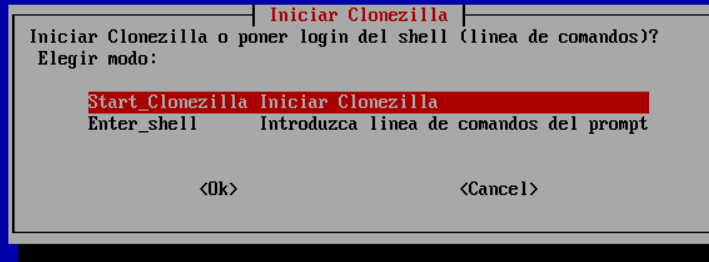 Iniciar Clonezilla
Iniciar Clonezilla o poner login del shell (linea de comandos)?
Elegir modo:
Start_Clonezilla Iniciar Clonezilla
Enter_shell Introduzca linea de comandos del prompt
<Ok> <Cancel>